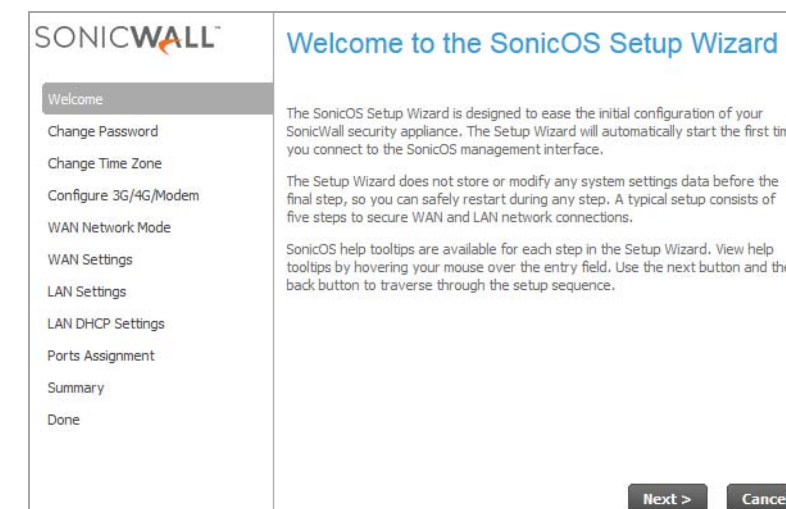 SONICWALL™
Welcome to the SonicOS Setup Wizard
Welcome
Change Password
Change Time Zone
Configure 3G/4G/Modem
WAN Network Mode
WAN Settings
LAN Settings
LAN DHCP Settings
Ports Assignment
Summary
Done
The SonicOS Setup Wizard is designed to ease the initial configuration of your
SonicWall security appliance. The Setup Wizard will automatically start the first
you connect to the SonicOS management interface.
The Setup Wizard does not store or modify any system settings data before the
final step, so you can safely restart during any step. A typical setup consists of
five steps to secure WAN and LAN network connections.
SonicOS help tooltips are available for each step in the Setup Wizard. View help
tooltips by hovering your mouse over the entry field. Use the next button and the
back button to traverse through the setup sequence.
Next >
Cance